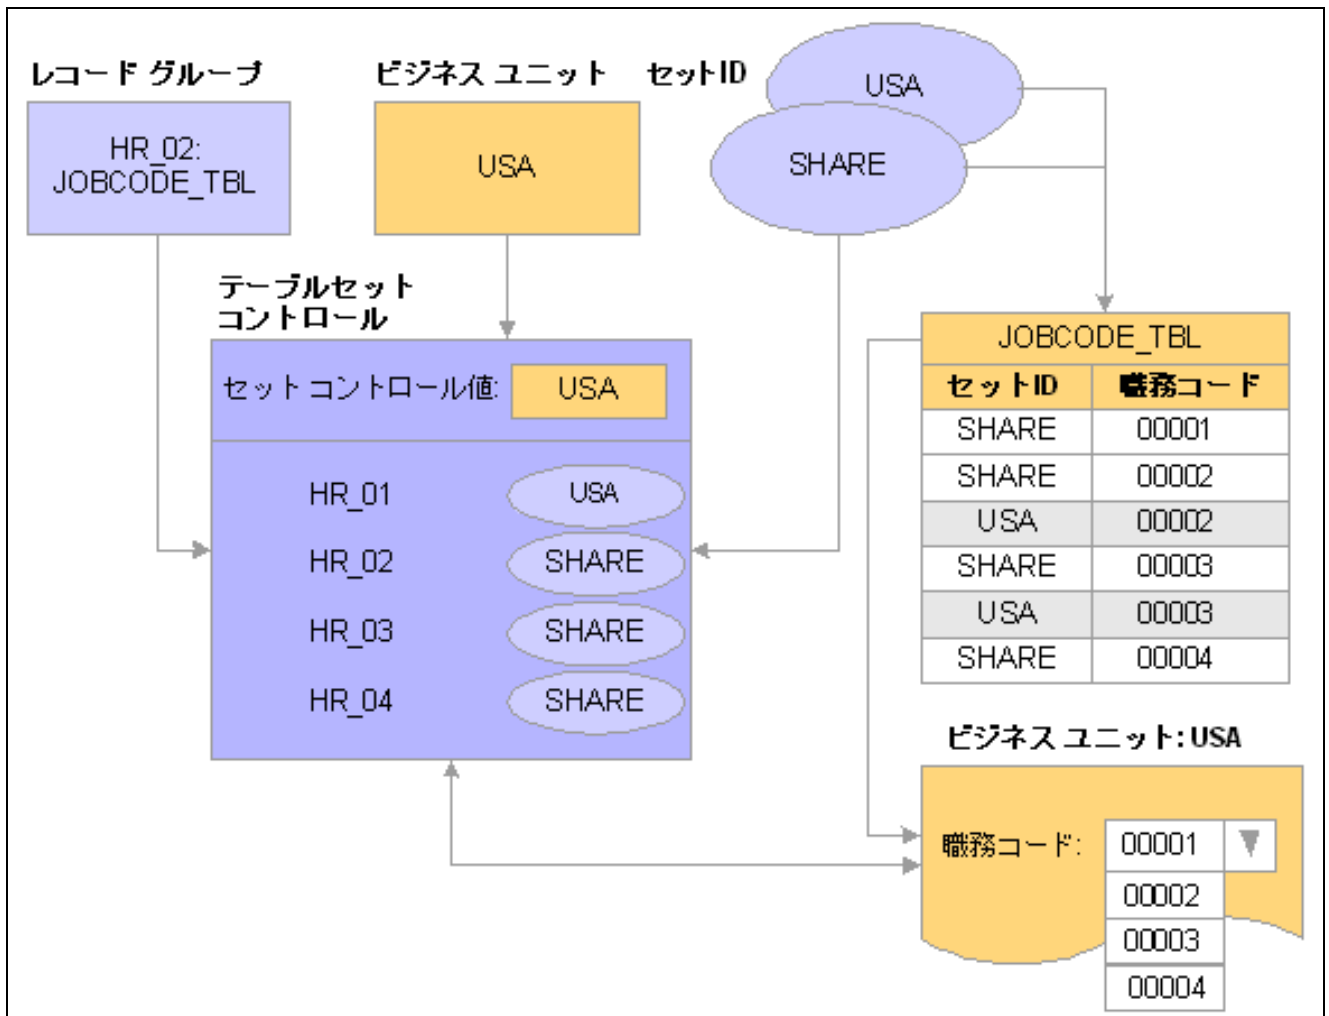 レコード グループ
ビジネス ユニット
セットID
HR_02:
JOBCODE_TBL
USA
USA
SHARE
テーブルセット
コントロール
セット コントロール値:
USA
HR_01
USA
HR_02
SHARE
HR_03
SHARE
HR_04
SHARE
JOBCODE_TBL
セットID 職務コード
SHARE 00001
SHARE 00002
USA 00002
SHARE 00003
USA 00003
SHARE 00004
ビジネス ユニット: USA
職務コード: 00001
00002
00003
00004